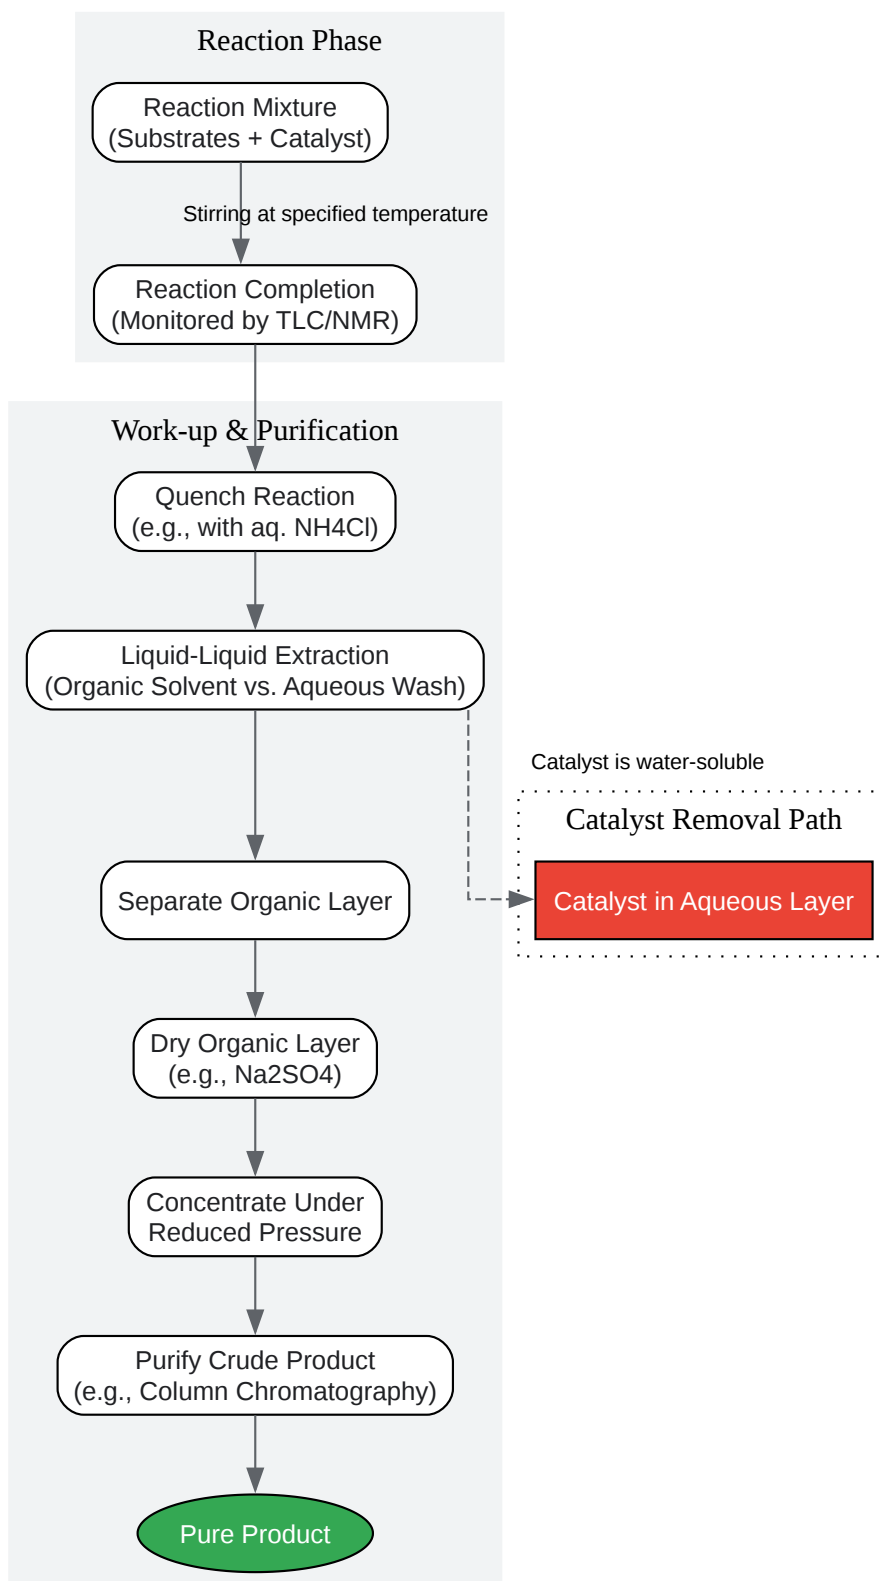 Reaction Phase
Reaction Mixture
(Substrates + Catalyst)
Stirring at specified temperature
Reaction Completion
(Monitored by TLC/NMR)
Work-up & Purification
Quench Reaction
(e.g., with aq. NH4Cl)
Liquid-Liquid Extraction
(Organic Solvent vs. Aqueous Wash)
Catalyst is water-soluble
Catalyst Removal Path
Separate Organic Layer
Catalyst in Aqueous Layer
Dry Organic Layer
(e.g., Na2SO4)
Concentrate Under
Reduced Pressure
Purify Crude Product
(e.g., Column Chromatography)
Pure Product